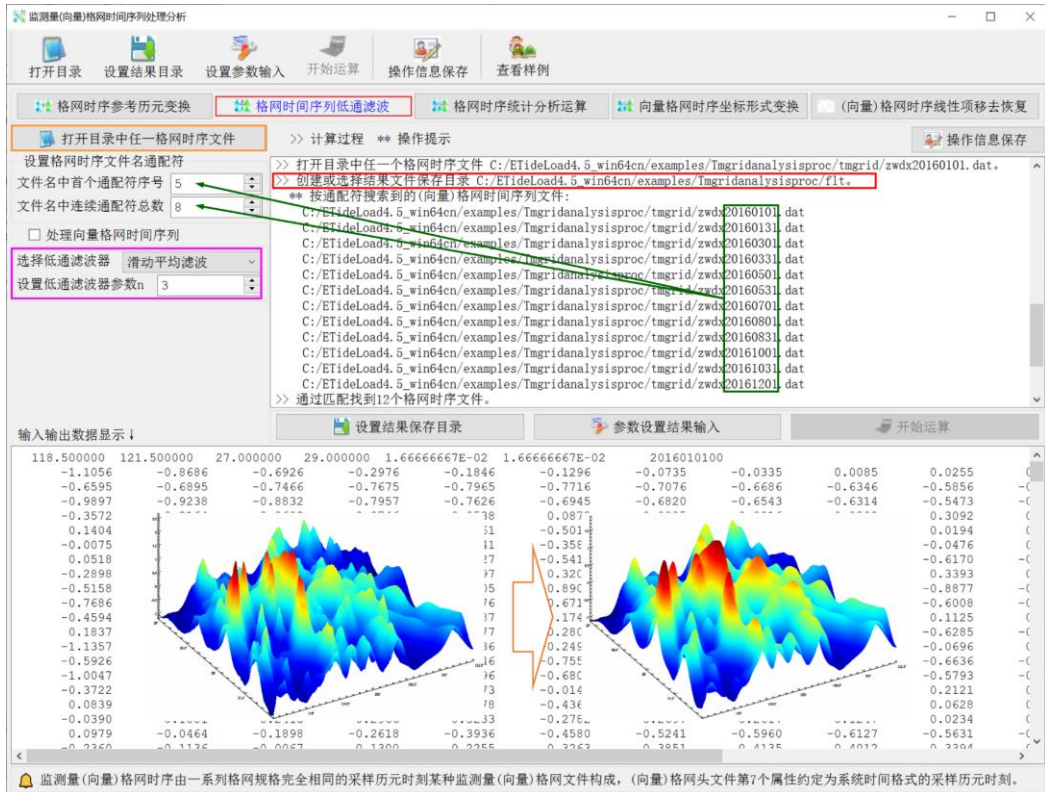 监测量(向量)格网时间序列处理分析
打开目录 设置结果目录 设置参数输入 开始运算 操作信息保存 查看样例
格网时序参考历元变换 格网时间序列低通滤波 格网时序统计分析运算 向量格网时序坐标形式变换 (向量)格网时序线性项移去恢复
打开目录中任一格网时序文件 >> 计算过程 ** 操作提示 操作信息保存
设置格网时序文件名通配符
文件名中首个通配符序号 5
文件名中连续通配符总数 8
处理向量格网时间序列
选择低通滤波器 滑动平均滤波
设置低通滤波器参数n 3
>> 打开目录中任一个格网时序文件 C:/ETideLoad4.5_win64cn/examples/Tmgridanalysisproc/tmgrid/zwdx20160101.dat。
>> 创建或选择结果文件保存目录 C:/ETideLoad4.5_win64cn/examples/Tmgridanalysisproc/flt。
** 按通配符搜索到的(向量)格网时间序列文件:
C:/ETideLoad4.5_win64cn/examples/Tmgridanalysisproc/tmgrid/zwdx20160101.dat
C:/ETideLoad4.5_win64cn/examples/Tmgridanalysisproc/tmgrid/zwdx20160131.dat
C:/ETideLoad4.5_win64cn/examples/Tmgridanalysisproc/tmgrid/zwdx20160301.dat
C:/ETideLoad4.5_win64cn/examples/Tmgridanalysisproc/tmgrid/zwdx20160331.dat
C:/ETideLoad4.5_win64cn/examples/Tmgridanalysisproc/tmgrid/zwdx20160501.dat
C:/ETideLoad4.5_win64cn/examples/Tmgridanalysisproc/tmgrid/zwdx20160531.dat
C:/ETideLoad4.5_win64cn/examples/Tmgridanalysisproc/tmgrid/zwdx20160701.dat
C:/ETideLoad4.5_win64cn/examples/Tmgridanalysisproc/tmgrid/zwdx20160801.dat
C:/ETideLoad4.5_win64cn/examples/Tmgridanalysisproc/tmgrid/zwdx20160831.dat
C:/ETideLoad4.5_win64cn/examples/Tmgridanalysisproc/tmgrid/zwdx20161001.dat
C:/ETideLoad4.5_win64cn/examples/Tmgridanalysisproc/tmgrid/zwdx20161031.dat
C:/ETideLoad4.5_win64cn/examples/Tmgridanalysisproc/tmgrid/zwdx20161201.dat
>> 通过匹配找到12个格网时序文件。
输入输出数据显示↓ 设置结果保存目录 参数设置结果输入 开始运算
118.500000 121.500000 27.000000 29.000000 1.66666667E-02 1.66666667E-02 2016010100
-1.1056 -0.8686 -0.6926 -0.2976 -0.1846 -0.1296 -0.0735 -0.0335 0.0085 0.0255
-0.6595 -0.6895 -0.7466 -0.7675 -0.7965 -0.7716 -0.7076 -0.6686 -0.6346 -0.5856
-0.9897 -0.9238 -0.8832 -0.7957 -0.7626 -0.6945 -0.6820 -0.6543 -0.6314 -0.5473
-0.3572 0.3092
0.1404 0.0194
-0.0075 -0.0476
0.0518 -0.6170
-0.2898 0.3393
-0.5158 -0.8877
-0.7686 -0.6008
-0.4594 0.1125
0.1837 -0.6285
-1.1357 -0.0696
-0.5926 -0.6636
-1.0047 -0.5793
-0.3722 0.2121
0.0839 0.0628
-0.0390 0.0234
0.0979 -0.0464 -0.1898 -0.2618 -0.3936 -0.4580 -0.5241 -0.5960 -0.6127 -0.5631
监测量(向量)格网时序由一系列格网规格完全相同的采样历元时刻某种监测量(向量)格网文件构成，(向量)格网头文件第7个属性约定为系统时间格式的采样历元时刻。